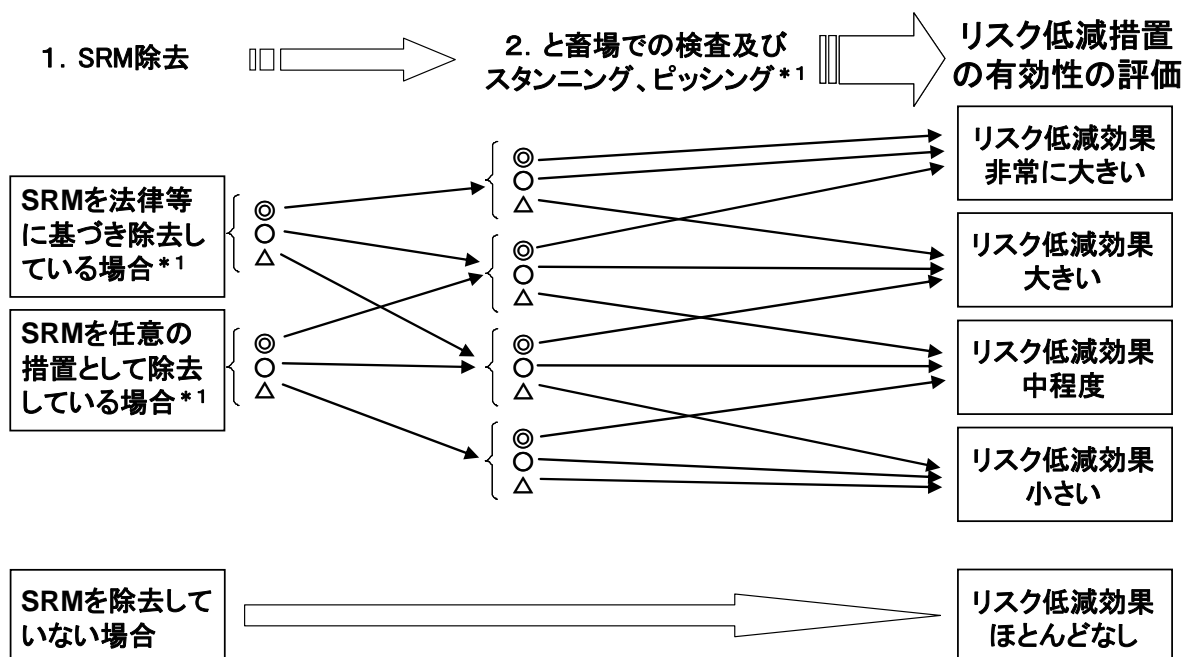 1. SRM除去
2. と畜場での検査及び
スタンニング、ピッシング*1
リスク低減措置
の有効性の評価
SRMを法律等
に基づき除去し
ている場合*1
◎
○
△
SRMを任意の
措置として除去
している場合*1
◎
○
△
◎
○
△
◎
○
△
◎
○
△
◎
○
△
リスク低減効果
非常に大きい
リスク低減効果
大きい
リスク低減効果
中程度
リスク低減効果
小さい
SRMを除去して
いない場合
リスク低減効果
ほとんどなし